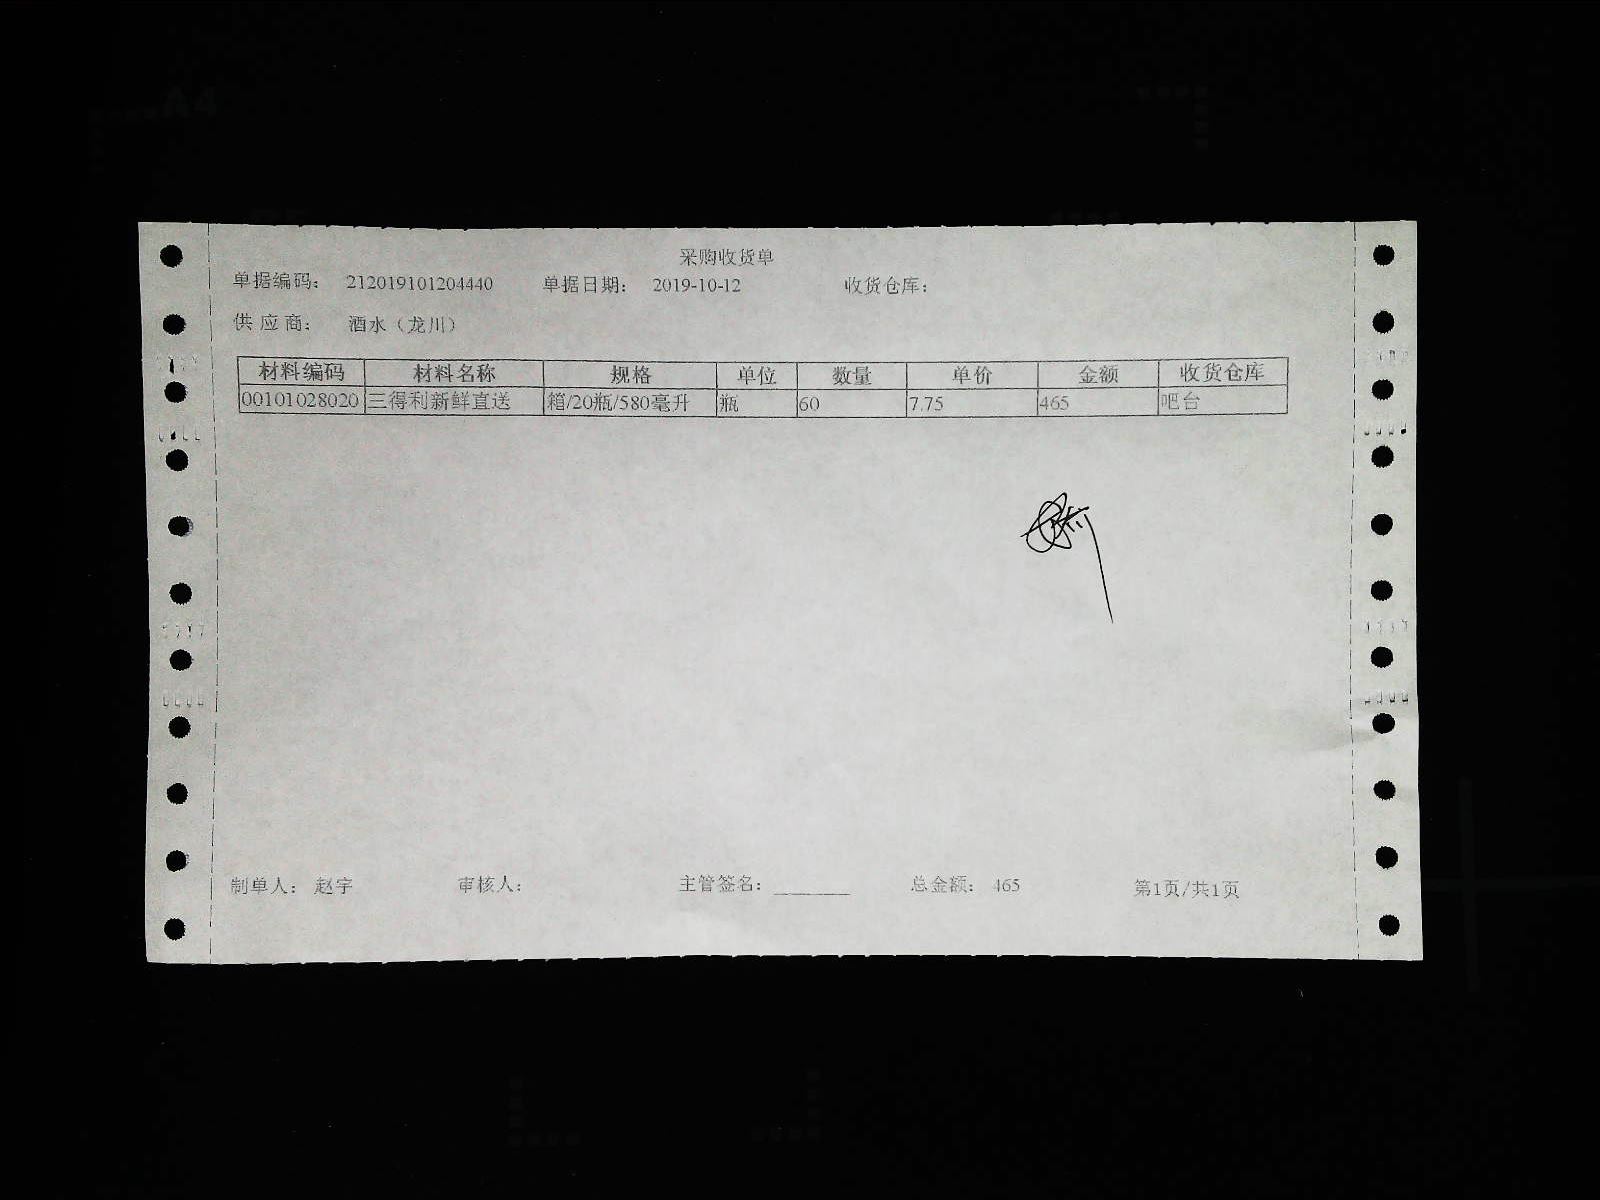 采购收货单
单据编码： 212019101204440 单据日期： 2019-10-12 收货仓库：
供应商： 酒水（龙川）
材料编码 材料名称 规格 单位 数量 单价 金额 收货仓库
00101028020 三得利新鲜直送 箱/20瓶/580毫升 瓶 60 7.75 465 吧台
制单人： 赵宇 审核人： 主管签名： ________ 总金额： 465 第1页/共1页